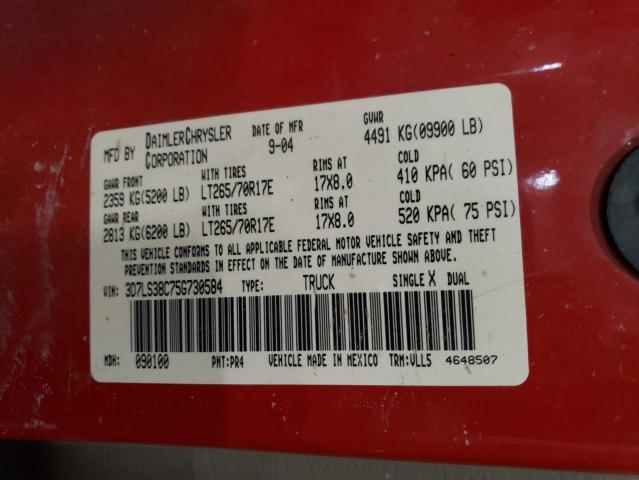 MFD BY DAIMLERCHRYSLER CORPORATION DATE OF MFR 9-04 GVWR 4491 KG(09900 LB)
GAWR FRONT WITH TIRES RIMS AT COLD
2359 KG(5200 LB) LT265/70R17E 17X8.0 410 KPA( 60 PSI)
GAWR REAR WITH TIRES RIMS AT COLD
2813 KG(6200 LB) LT265/70R17E 17X8.0 520 KPA( 75 PSI)
THIS VEHICLE CONFORMS TO ALL APPLICABLE FEDERAL MOTOR VEHICLE SAFETY AND THEFT
PREVENTION STANDARDS IN EFFECT ON THE DATE OF MANUFACTURE SHOWN ABOVE.
VIN: 3D7LS38C75G730584 TYPE: TRUCK SINGLE X DUAL
MDH: 090100 PNT:PR4 VEHICLE MADE IN MEXICO TRM:VLL5 4648507